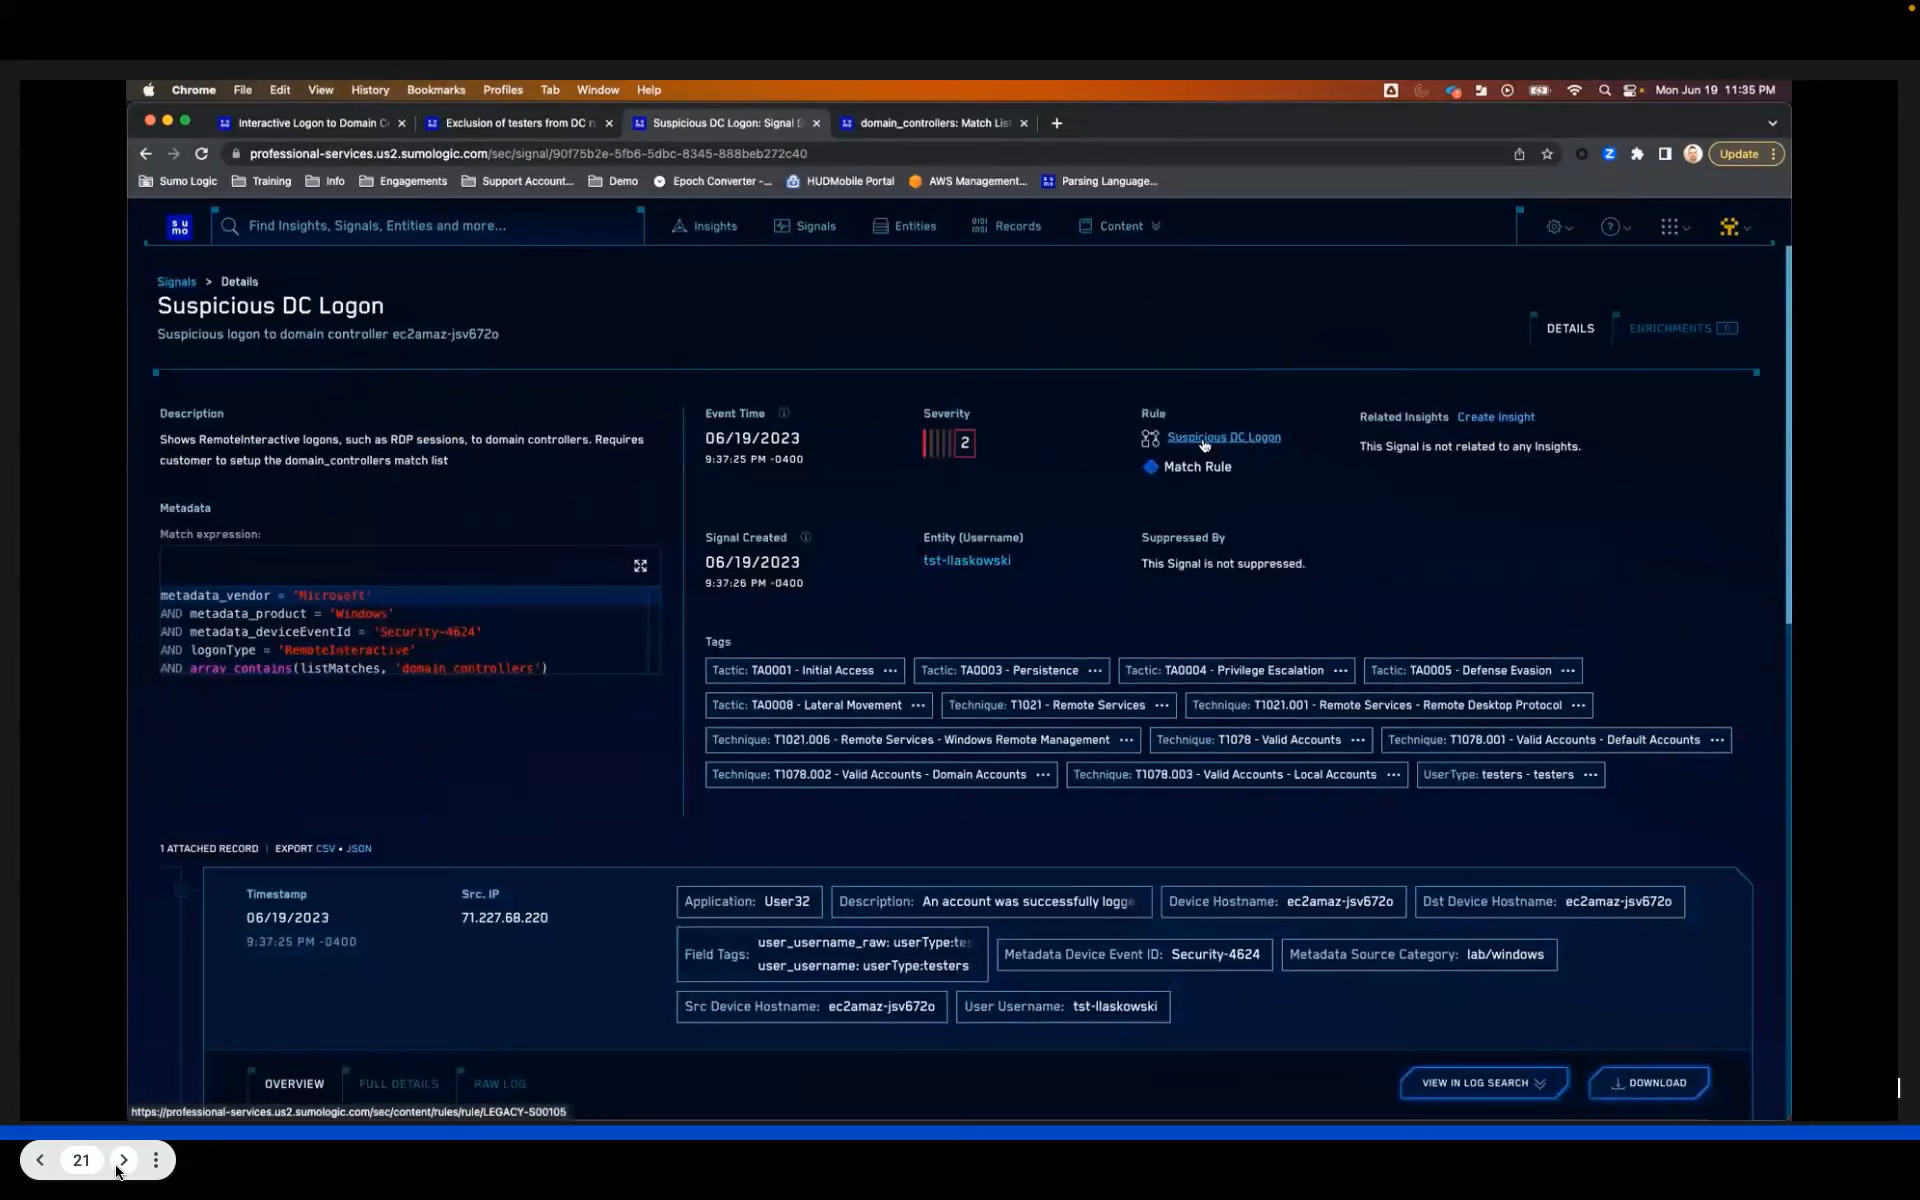 Chrome File Edit View History Bookmarks Profiles Tab Window Help Mon Jun 19 11:35 PM
Interactive Logon to Domain C Exclusion of testers from DC r Suspicious DC Logon: Signal D domain_controllers: Match Lis
professional-services.us2.sumologic.com/sec/signal/90f75b2e-5fb6-5dbc-8345-888beb272c40 Update
Sumo Logic Training Info Engagements Support Account... Demo Epoch Converter -... HUDMobile Portal AWS Management... Parsing Language...
su
mo
Find Insights, Signals, Entities and more... Insights Signals Entities Records Content
Signals > Details
Suspicious DC Logon
Suspicious logon to domain controller ec2amaz-jsv672o
DETAILS ENRICHMENTS 0
Description
Shows RemoteInteractive logons, such as RDP sessions, to domain controllers. Requires
customer to setup the domain_controllers match list
Metadata
Match expression:
metadata_vendor = 'Microsoft'
AND metadata_product = 'Windows'
AND metadata_deviceEventId = 'Security-4624'
AND logonType = 'RemoteInteractive'
AND array_contains(listMatches, 'domain_controllers')
Event Time
06/19/2023
9:37:25 PM -0400
Severity
2
Rule
Suspicious DC Logon
Match Rule
Related Insights Create Insight
This Signal is not related to any Insights.
Signal Created
06/19/2023
9:37:26 PM -0400
Entity (Username)
tst-llaskowski
Suppressed By
This Signal is not suppressed.
Tags
Tactic: TA0001 - Initial Access ••• Tactic: TA0003 - Persistence ••• Tactic: TA0004 - Privilege Escalation ••• Tactic: TA0005 - Defense Evasion •••
Tactic: TA0008 - Lateral Movement ••• Technique: T1021 - Remote Services ••• Technique: T1021.001 - Remote Services - Remote Desktop Protocol •••
Technique: T1021.006 - Remote Services - Windows Remote Management ••• Technique: T1078 - Valid Accounts ••• Technique: T1078.001 - Valid Accounts - Default Accounts •••
Technique: T1078.002 - Valid Accounts - Domain Accounts ••• Technique: T1078.003 - Valid Accounts - Local Accounts ••• UserType: testers - testers •••
1 ATTACHED RECORD | EXPORT CSV • JSON
Timestamp
06/19/2023
9:37:25 PM -0400
Src. IP
71.227.68.220
Application: User32 Description: An account was successfully logge Device Hostname: ec2amaz-jsv672o Dst Device Hostname: ec2amaz-jsv672o
Field Tags: user_username_raw: userType:tes
user_username: userType:testers
Metadata Device Event ID: Security-4624 Metadata Source Category: lab/windows
Src Device Hostname: ec2amaz-jsv672o User Username: tst-llaskowski
OVERVIEW FULL DETAILS RAW LOG VIEW IN LOG SEARCH DOWNLOAD
https://professional-services.us2.sumologic.com/sec/content/rules/rule/LEGACY-S00105
21